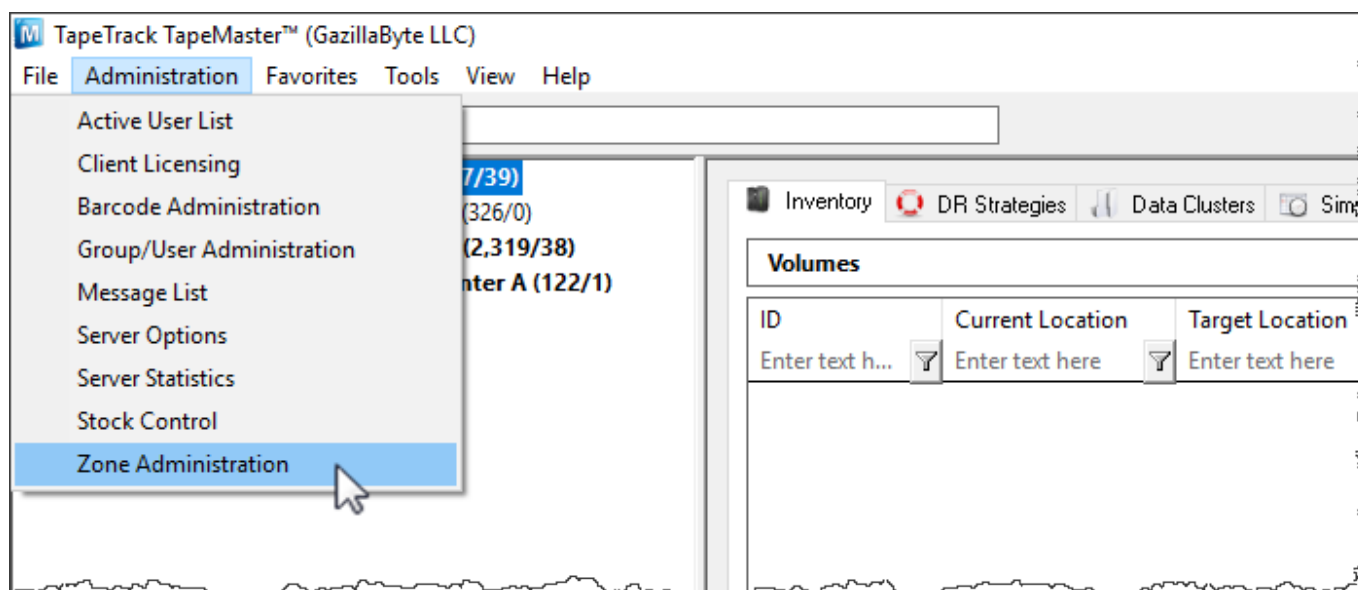 TapeTrack TapeMaster™ (GazillaByte LLC)
File Administration Favorites Tools View Help
Active User List
Client Licensing
Barcode Administration
Group/User Administration
Message List
Server Options
Server Statistics
Stock Control
Zone Administration
7/39)
(326/0)
(2,319/38)
nter A (122/1)
Inventory DR Strategies Data Clusters
Volumes
ID Current Location Target Location
Enter text h... Enter text here Enter text here